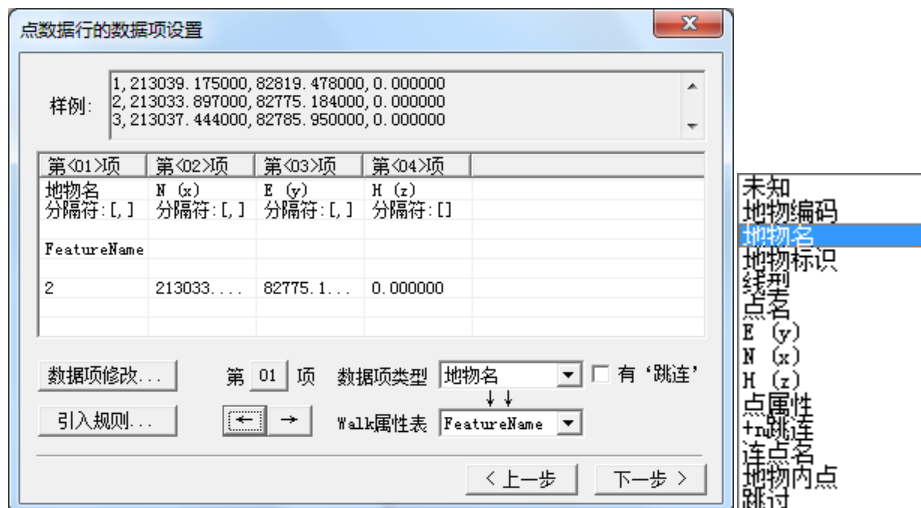 点数据行的数据项设置
样例:
1,213039.175000,82819.478000,0.000000
2,213033.897000,82775.184000,0.000000
3,213037.444000,82785.950000,0.000000
第<01>项 第<02>项 第<03>项 第<04>项
地物名 N (x) E (y) H (z)
分隔符:[,] 分隔符:[,] 分隔符:[,] 分隔符:[]
FeatureName
2 213033.... 82775.1... 0.000000
数据项修改... 第 01 项 数据项类型 地物名 有‘跳连’
↓↓
引入规则... ← → Walk属性表 FeatureName
<上一步 下一步>
未知
地物编码
地物名
地物标识
线型
点名
E (y)
N (x)
H (z)
点属性
连点名
地物内点
跳过